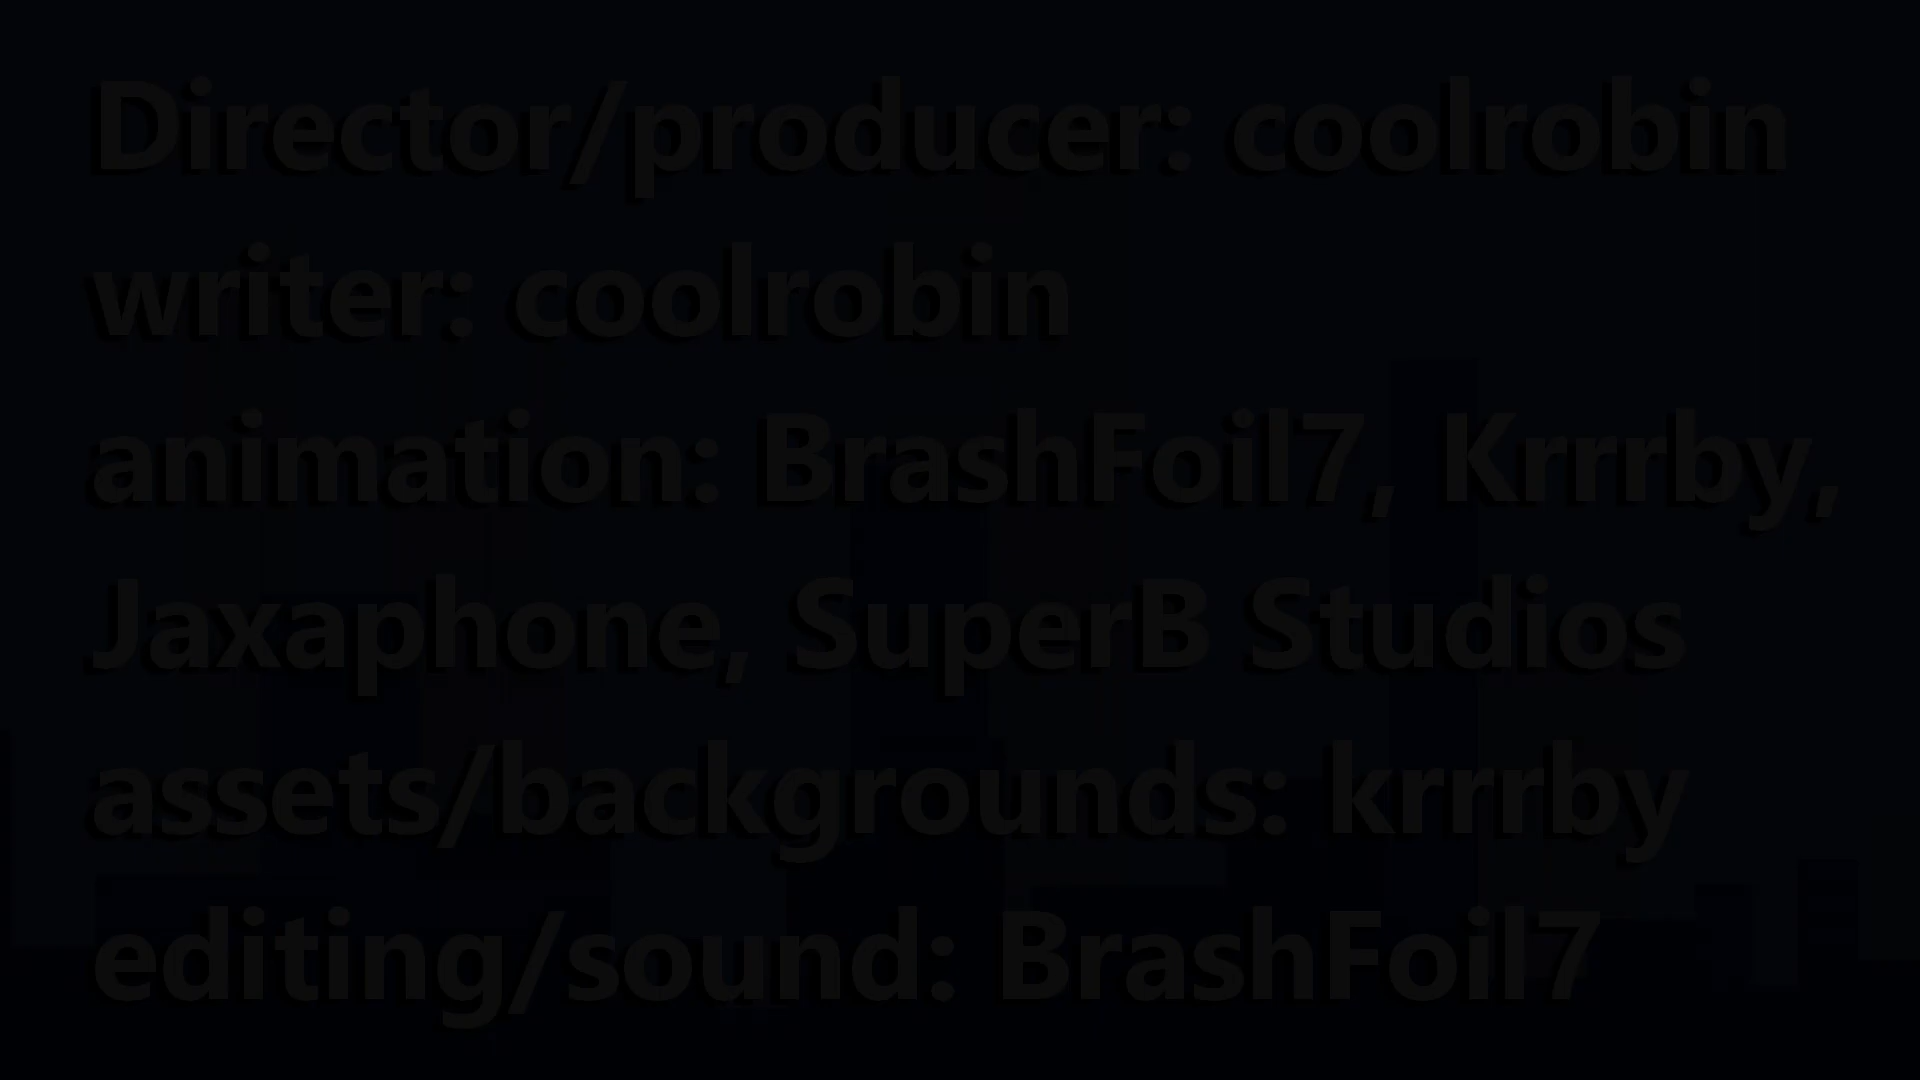 Director/producer: coolrobin
writer: coolrobin
animation: BrashFoil7, Krrrby,
Jaxaphone, SuperB Studios
assets/backgrounds: krrrby
editing/sound: BrashFoil7